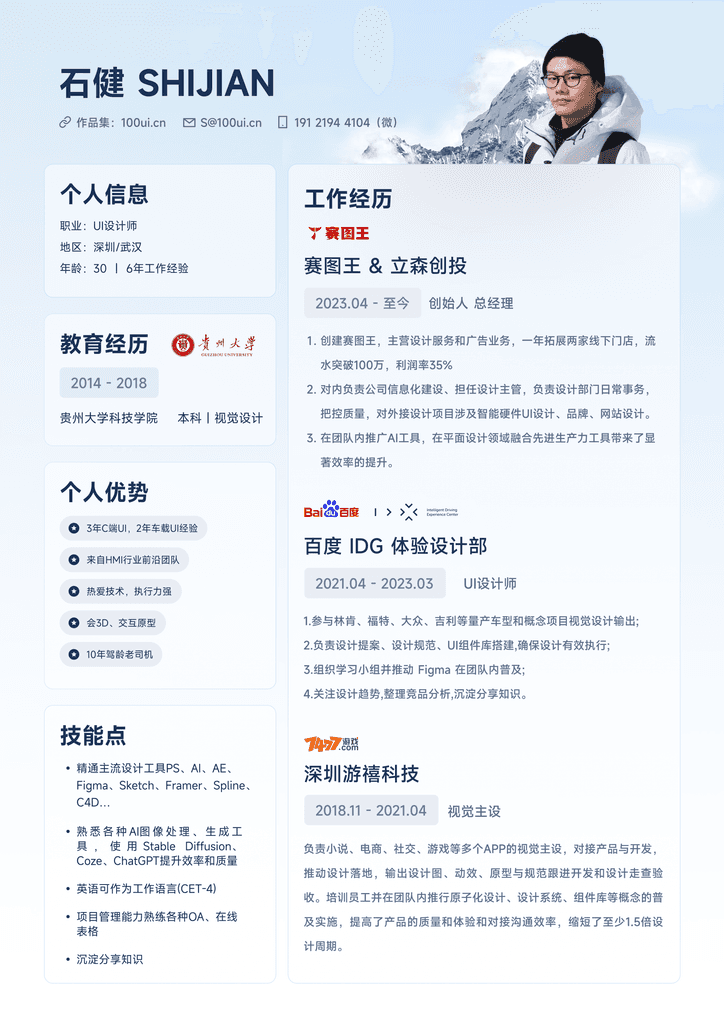 石健 SHIJIAN
作品集：100ui.cn S@100ui.cn 191 2194 4104（微）
个人信息
职业：UI设计师
地区：深圳/武汉
年龄：30 | 6年工作经验
教育经历
贵州大学
GUIZHOU UNIVERSITY
2014 - 2018
贵州大学科技学院 本科 | 视觉设计
个人优势
3年C端UI，2年车载UI经验
来自HMI行业前沿团队
热爱技术，执行力强
会3D、交互原型
10年驾龄老司机
技能点
• 精通主流设计工具PS、AI、AE、
Figma、Sketch、Framer、Spline、
C4D...
• 熟悉各种AI图像处理、生成工
具，使用Stable Diffusion、
Coze、ChatGPT提升效率和质量
• 英语可作为工作语言(CET-4)
• 项目管理能力熟练各种OA、在线
表格
• 沉淀分享知识
工作经历
赛图王
赛图王 & 立森创投
2023.04 - 至今 创始人 总经理
1. 创建赛图王，主营设计服务和广告业务，一年拓展两家线下门店，流
水突破100万，利润率35%
2. 对内负责公司信息化建设、担任设计主管，负责设计部门日常事务，
把控质量，对外接设计项目涉及智能硬件UI设计、品牌、网站设计。
3. 在团队内推广AI工具，在平面设计领域融合先进生产力工具带来了显
著效率的提升。
Bai du 百度 Intelligent Driving
Experience Center
百度 IDG 体验设计部
2021.04 - 2023.03 UI设计师
1.参与林肯、福特、大众、吉利等量产车型和概念项目视觉设计输出;
2.负责设计提案、设计规范、UI组件库搭建,确保设计有效执行;
3.组织学习小组并推动 Figma 在团队内普及;
4.关注设计趋势,整理竞品分析,沉淀分享知识。
7477游戏.com
深圳游禧科技
2018.11 - 2021.04 视觉主设
负责小说、电商、社交、游戏等多个APP的视觉主设，对接产品与开发，
推动设计落地，输出设计图、动效、原型与规范跟进开发和设计走查验
收。培训员工并在团队内推行原子化设计、设计系统、组件库等概念的普
及实施，提高了产品的质量和体验和对接沟通效率，缩短了至少1.5倍设
计周期。